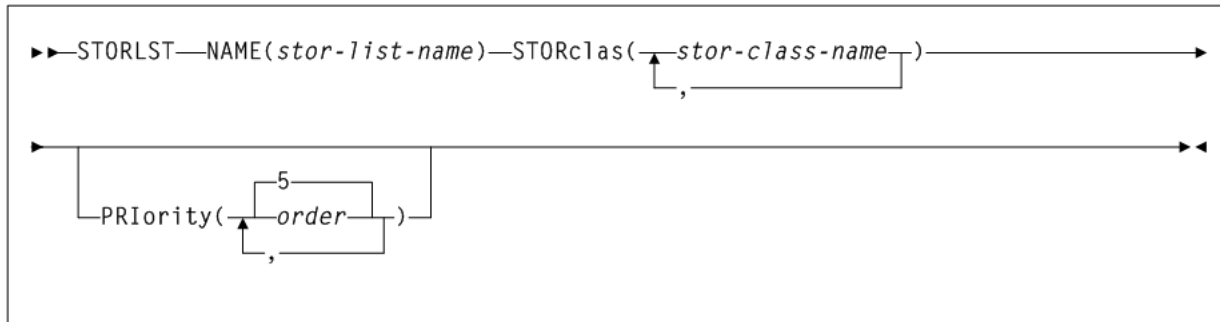 STORLST NAME(stor-list-name) STORclas( stor-class-name )
,
5
PRIority( order )
,